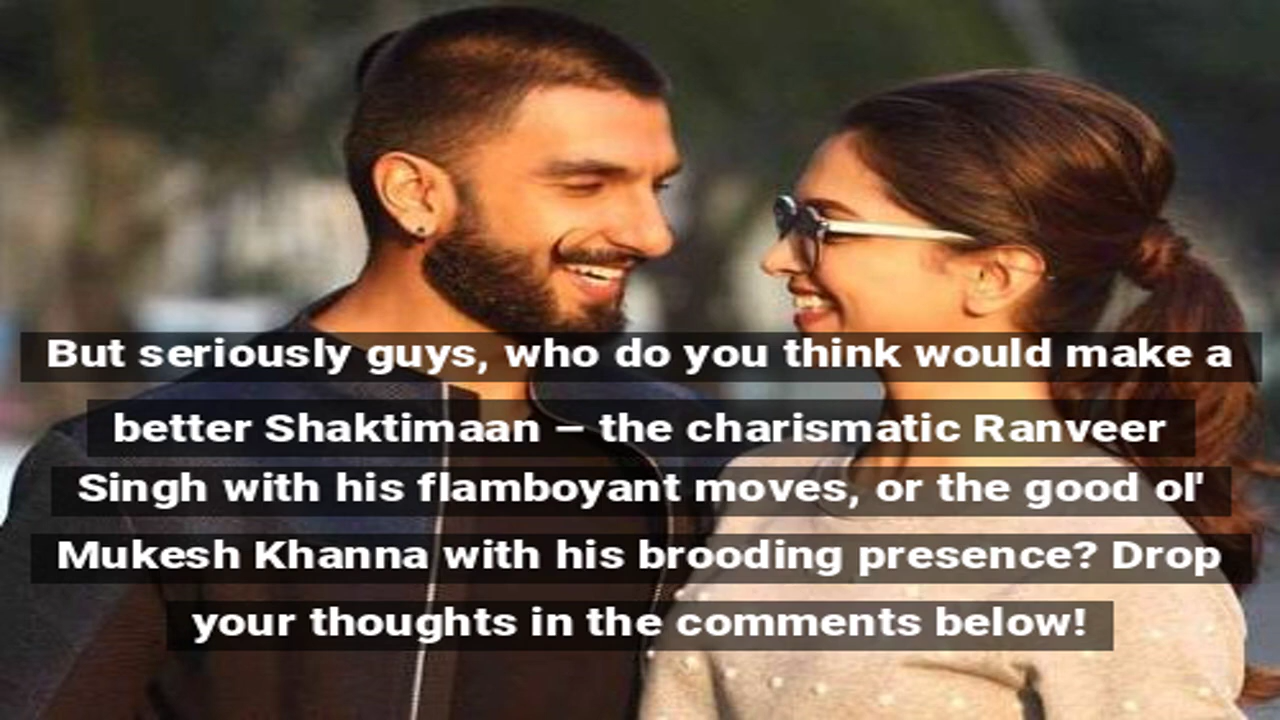 But seriously guys, who do you think would make a
better Shaktimaan – the charismatic Ranveer
Singh with his flamboyant moves, or the good ol'
Mukesh Khanna with his brooding presence? Drop
your thoughts in the comments below!